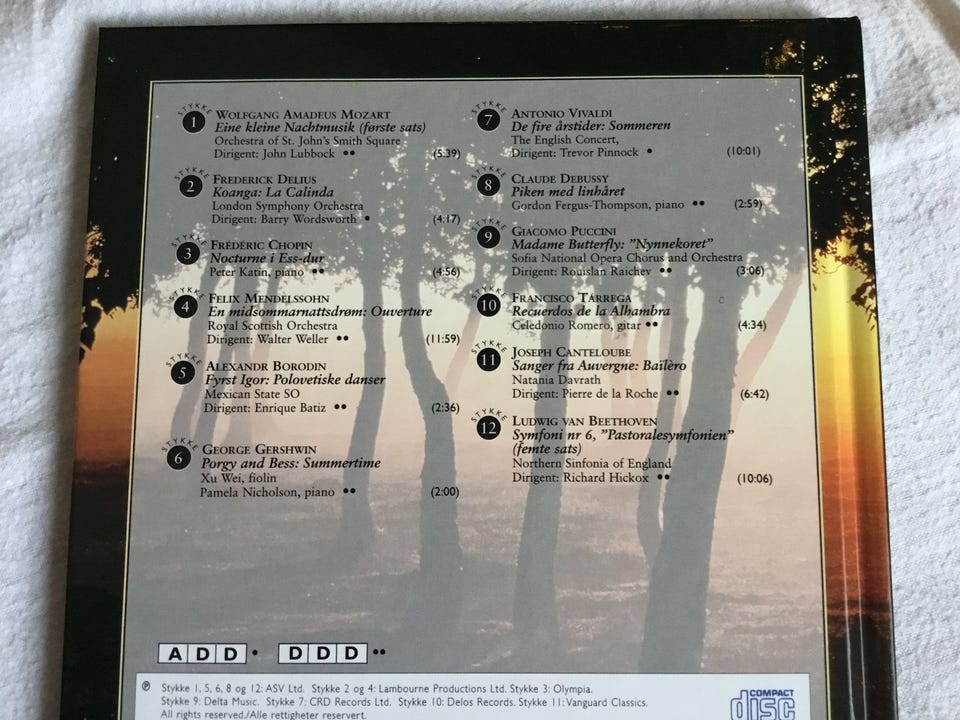 STYKKE
1
WOLFGANG AMADEUS MOZART
Eine kleine Nachtmusik (første sats)
Orchestra of St. John's Smith Square
Dirigent: John Lubbock •• (5:39)
STYKKE
2
FREDERICK DELIUS
Koanga: La Calinda
London Symphony Orchestra
Dirigent: Barry Wordsworth • (4:17)
STYKKE
3
FRÉDÉRIC CHOPIN
Nocturne i Ess-dur
Peter Katin, piano •• (4:56)
STYKKE
4
FELIX MENDELSSOHN
En midsommarnattsdrøm: Ouverture
Royal Scottish Orchestra
Dirigent: Walter Weller •• (11:59)
STYKKE
5
ALEXANDR BORODIN
Fyrst Igor: Polovetiske danser
Mexican State SO
Dirigent: Enrique Batiz •• (2:36)
STYKKE
6
GEORGE GERSHWIN
Porgy and Bess: Summertime
Xu Wei, fiolin
Pamela Nicholson, piano •• (2:00)
STYKKE
7
ANTONIO VIVALDI
De fire årstider: Sommeren
The English Concert,
Dirigent: Trevor Pinnock • (10:01)
STYKKE
8
CLAUDE DEBUSSY
Piken med linhåret
Gordon Fergus-Thompson, piano •• (2:59)
STYKKE
9
GIACOMO PUCCINI
Madame Butterfly: "Nynnekoret"
Sofia National Opera Chorus and Orchestra
Dirigent: Rouislan Raichev •• (3:06)
STYKKE
10
FRANCISCO TÁRREGA
Recuerdos de la Alhambra
Celedonio Romero, gitar •• (4:34)
STYKKE
11
JOSEPH CANTELOUBE
Sanger fra Auvergne: Baïlèro
Natania Davrath
Dirigent: Pierre de la Roche •• (6:42)
STYKKE
12
LUDWIG VAN BEETHOVEN
Symfoni nr 6, "Pastoralesymfonien"
(femte sats)
Northern Sinfonia of England
Dirigent: Richard Hickox •• (10:06)
ADD • DDD ••
℗ Stykke 1, 5, 6, 8 og 12: ASV Ltd. Stykke 2 og 4: Lambourne Productions Ltd. Stykke 3: Olympia.
Stykke 9: Delta Music. Stykke 7: CRD Records Ltd. Stykke 10: Delos Records. Stykke 11: Vanguard Classics.
All rights reserved./Alle rettigheter reservert.
COMPACT
disc